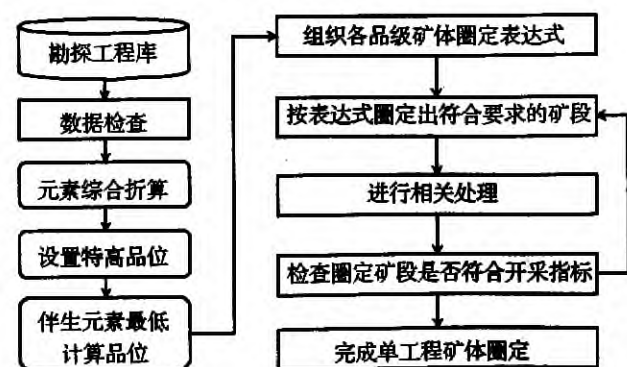 勘探工程库
数据检查
元素综合折算
设置特高品位
伴生元素最低
计算品位
组织各品级矿体圈定表达式
按表达式圈定出符合要求的矿段
进行相关处理
检查圈定矿段是否符合开采指标
完成单工程矿体圈定